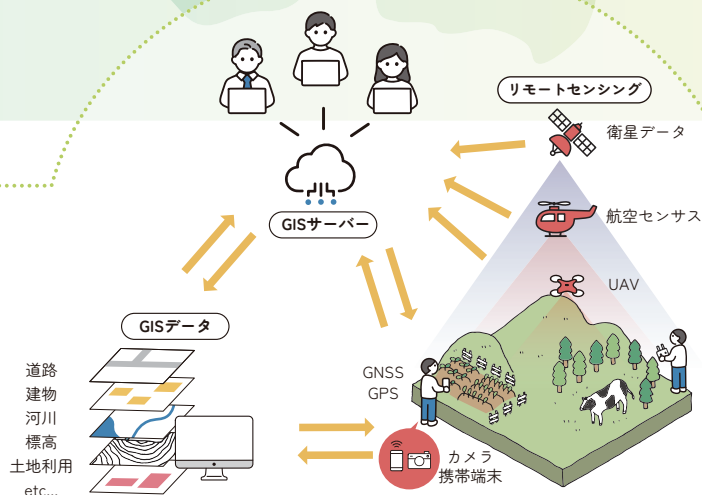 リモートセンシング
衛星データ
航空センサス
UAV
GISサーバー
GISデータ
道路
建物
河川
標高
土地利用
etc...
GNSS
GPS
カメラ
携帯端末